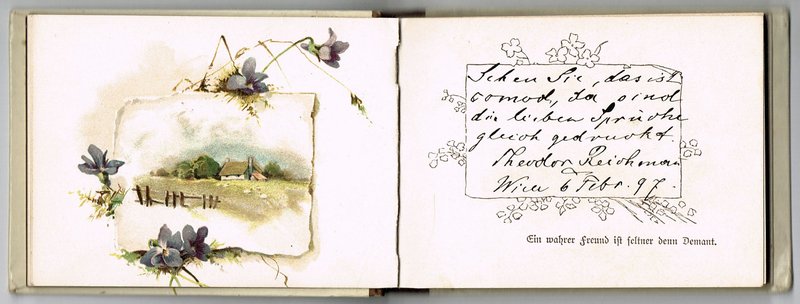 Sehen Sie, das ist
comod, da sind
die lieben Sprüche
gleich gedruckt
Theodor Reichmann
Wien 6 Febr. 97.
Ein wahrer Freund ist seltner denn Demant.